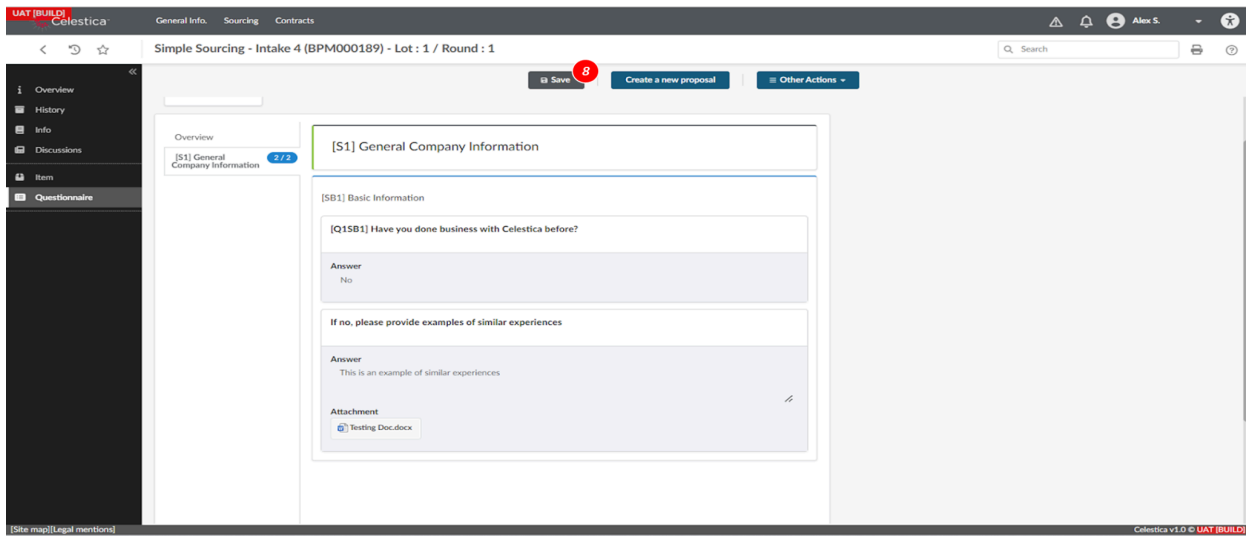 UAT [BUILD]
Celestica
General Info. Sourcing Contracts
Alex S.
Simple Sourcing - Intake 4 (BPM000189) - Lot : 1 / Round : 1
Search
Overview
History
Info
Discussions
Item
Questionnaire
Save
8
Create a new proposal
Other Actions
Overview
[S1] General
Company Information
2 / 2
[S1] General Company Information
[SB1] Basic Information
[Q1SB1] Have you done business with Celestica before?
Answer
No
If no, please provide examples of similar experiences
Answer
This is an example of similar experiences
Attachment
Testing Doc.docx
[Site map][Legal mentions]
Celestica v1.0 © UAT [BUILD]